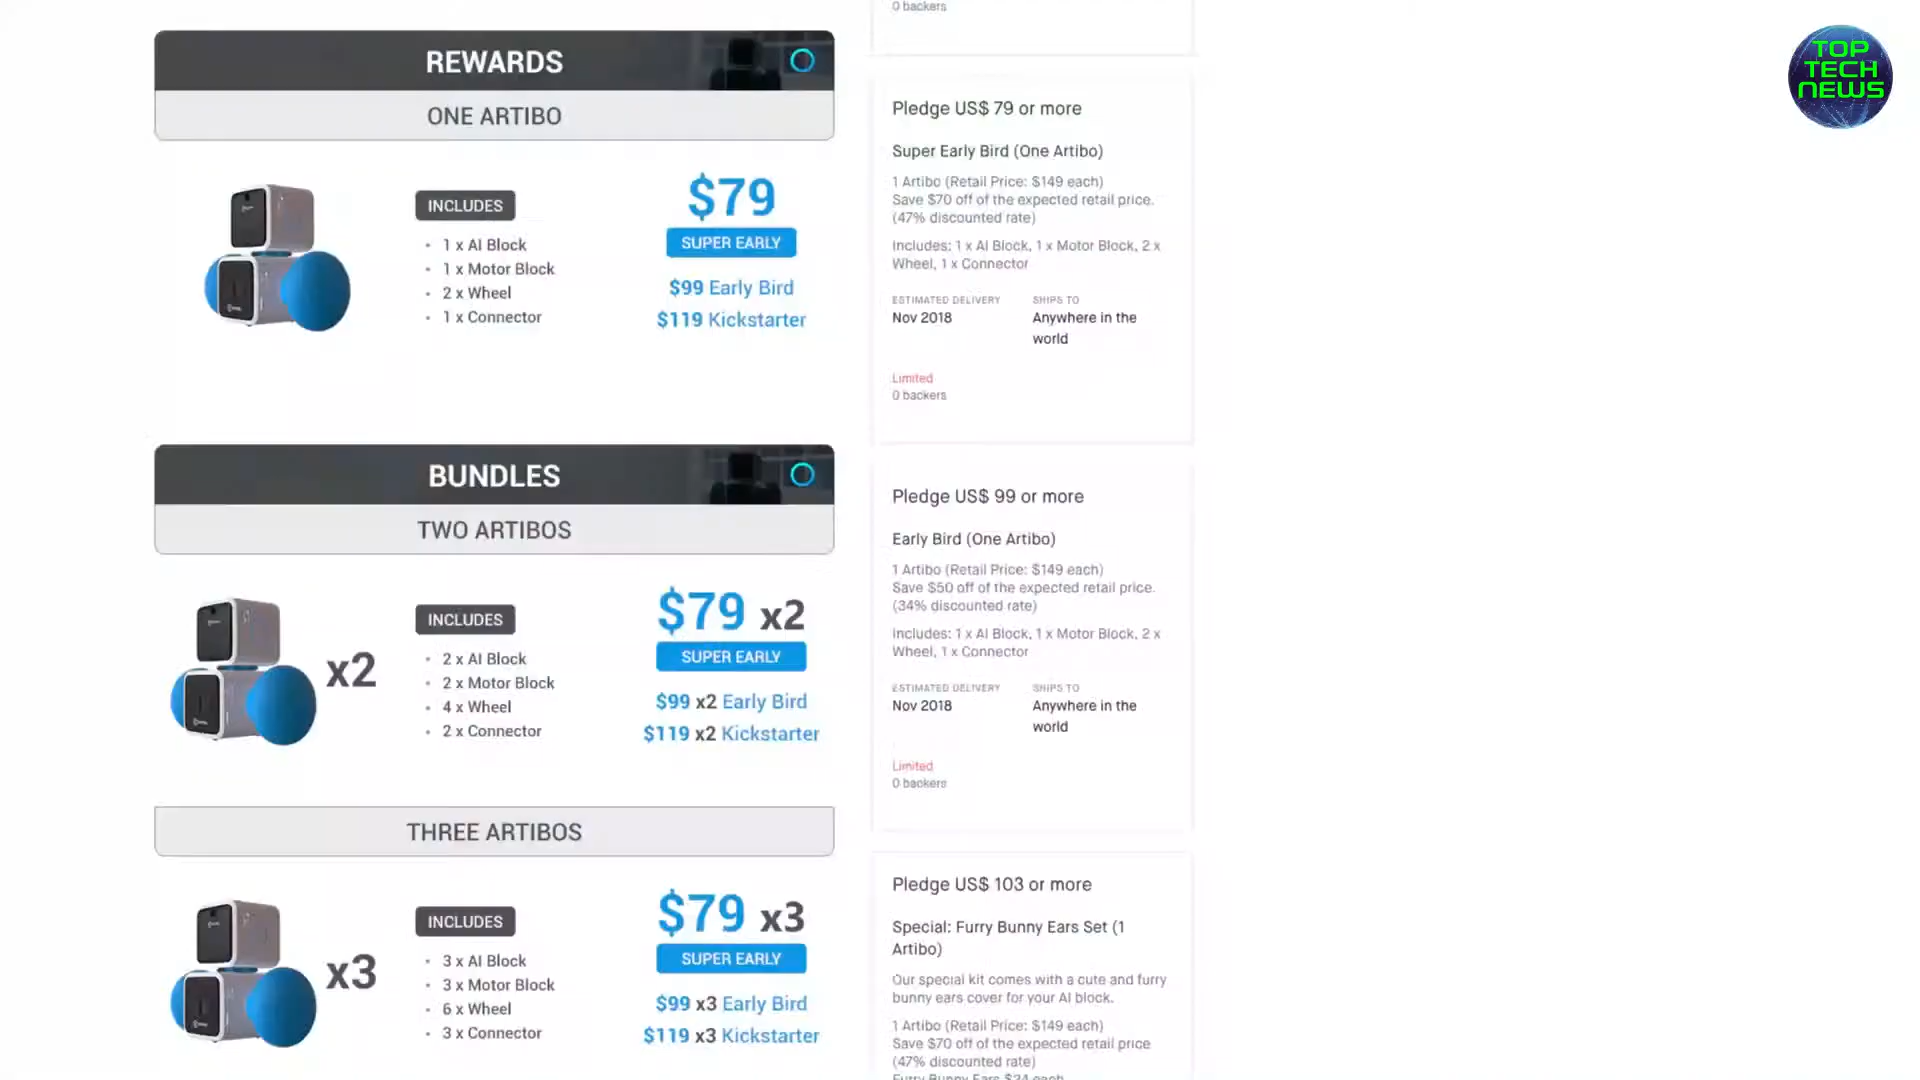 REWARDS
ONE ARTIBO
INCLUDES
• 1 x AI Block
• 1 x Motor Block
• 2 x Wheel
• 1 x Connector
$79
SUPER EARLY
$99 Early Bird
$119 Kickstarter
BUNDLES
TWO ARTIBOS
x2
INCLUDES
• 2 x AI Block
• 2 x Motor Block
• 4 x Wheel
• 2 x Connector
$79 x2
SUPER EARLY
$99 x2 Early Bird
$119 x2 Kickstarter
THREE ARTIBOS
x3
INCLUDES
• 3 x AI Block
• 3 x Motor Block
• 6 x Wheel
• 3 x Connector
$79 x3
SUPER EARLY
$99 x3 Early Bird
$119 x3 Kickstarter
0 backers
Pledge US$ 79 or more
Super Early Bird (One Artibo)
1 Artibo (Retail Price: $149 each)
Save $70 off of the expected retail price.
(47% discounted rate)
Includes: 1 x AI Block, 1 x Motor Block, 2 x
Wheel, 1 x Connector
ESTIMATED DELIVERY
Nov 2018
SHIPS TO
Anywhere in the
world
Limited
0 backers
Pledge US$ 99 or more
Early Bird (One Artibo)
1 Artibo (Retail Price: $149 each)
Save $50 off of the expected retail price.
(34% discounted rate)
Includes: 1 x AI Block, 1 x Motor Block, 2 x
Wheel, 1 x Connector
ESTIMATED DELIVERY
Nov 2018
SHIPS TO
Anywhere in the
world
Limited
0 backers
Pledge US$ 103 or more
Special: Furry Bunny Ears Set (1
Artibo)
Our special kit comes with a cute and furry
bunny ears cover for your AI block.
1 Artibo (Retail Price: $149 each)
Save $70 off of the expected retail price
(47% discounted rate)
Furry Bunny Ears $24 each
TOP
TECH
NEWS